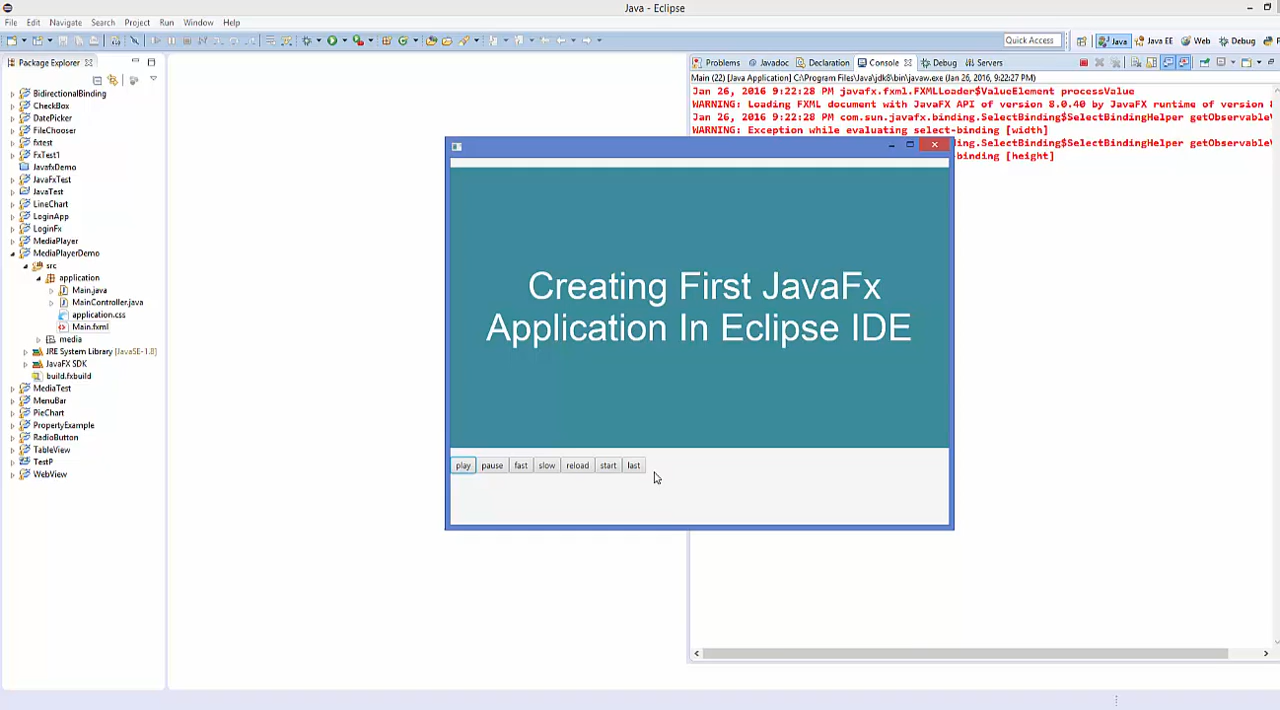 Java - Eclipse
File Edit Navigate Search Project Run Window Help
Quick Access Java Java EE Web Debug
Package Explorer
BidirectionalBinding
CheckBox
DatePicker
FileChooser
fxtest
FxTest1
JavafxDemo
JavaFxTest
JavaTest
LineChart
LoginApp
LoginFx
MediaPlayer
MediaPlayerDemo
src
application
Main.java
MainController.java
application.css
Main.fxml
media
JRE System Library [JavaSE-1.8]
JavaFX SDK
build.fxbuild
MediaTest
MenuBar
PieChart
PropertyExample
RadioButton
TableView
TestP
WebView
Problems Javadoc Declaration Console Debug Servers
Main (22) [Java Application] C:\Program Files\Java\jdk8\bin\javaw.exe (Jan 26, 2016, 9:22:27 PM)
Jan 26, 2016 9:22:28 PM javafx.fxml.FXMLLoader$ValueElement processValue
WARNING: Loading FXML document with JavaFX API of version 8.0.40 by JavaFX runtime of version 8
Jan 26, 2016 9:22:28 PM com.sun.javafx.binding.SelectBinding$SelectBindingHelper getObservableV
WARNING: Exception while evaluating select-binding [width]
ing.SelectBinding$SelectBindingHelper getObservableV
-binding [height]
Creating First JavaFx
Application In Eclipse IDE
play pause fast slow reload start last